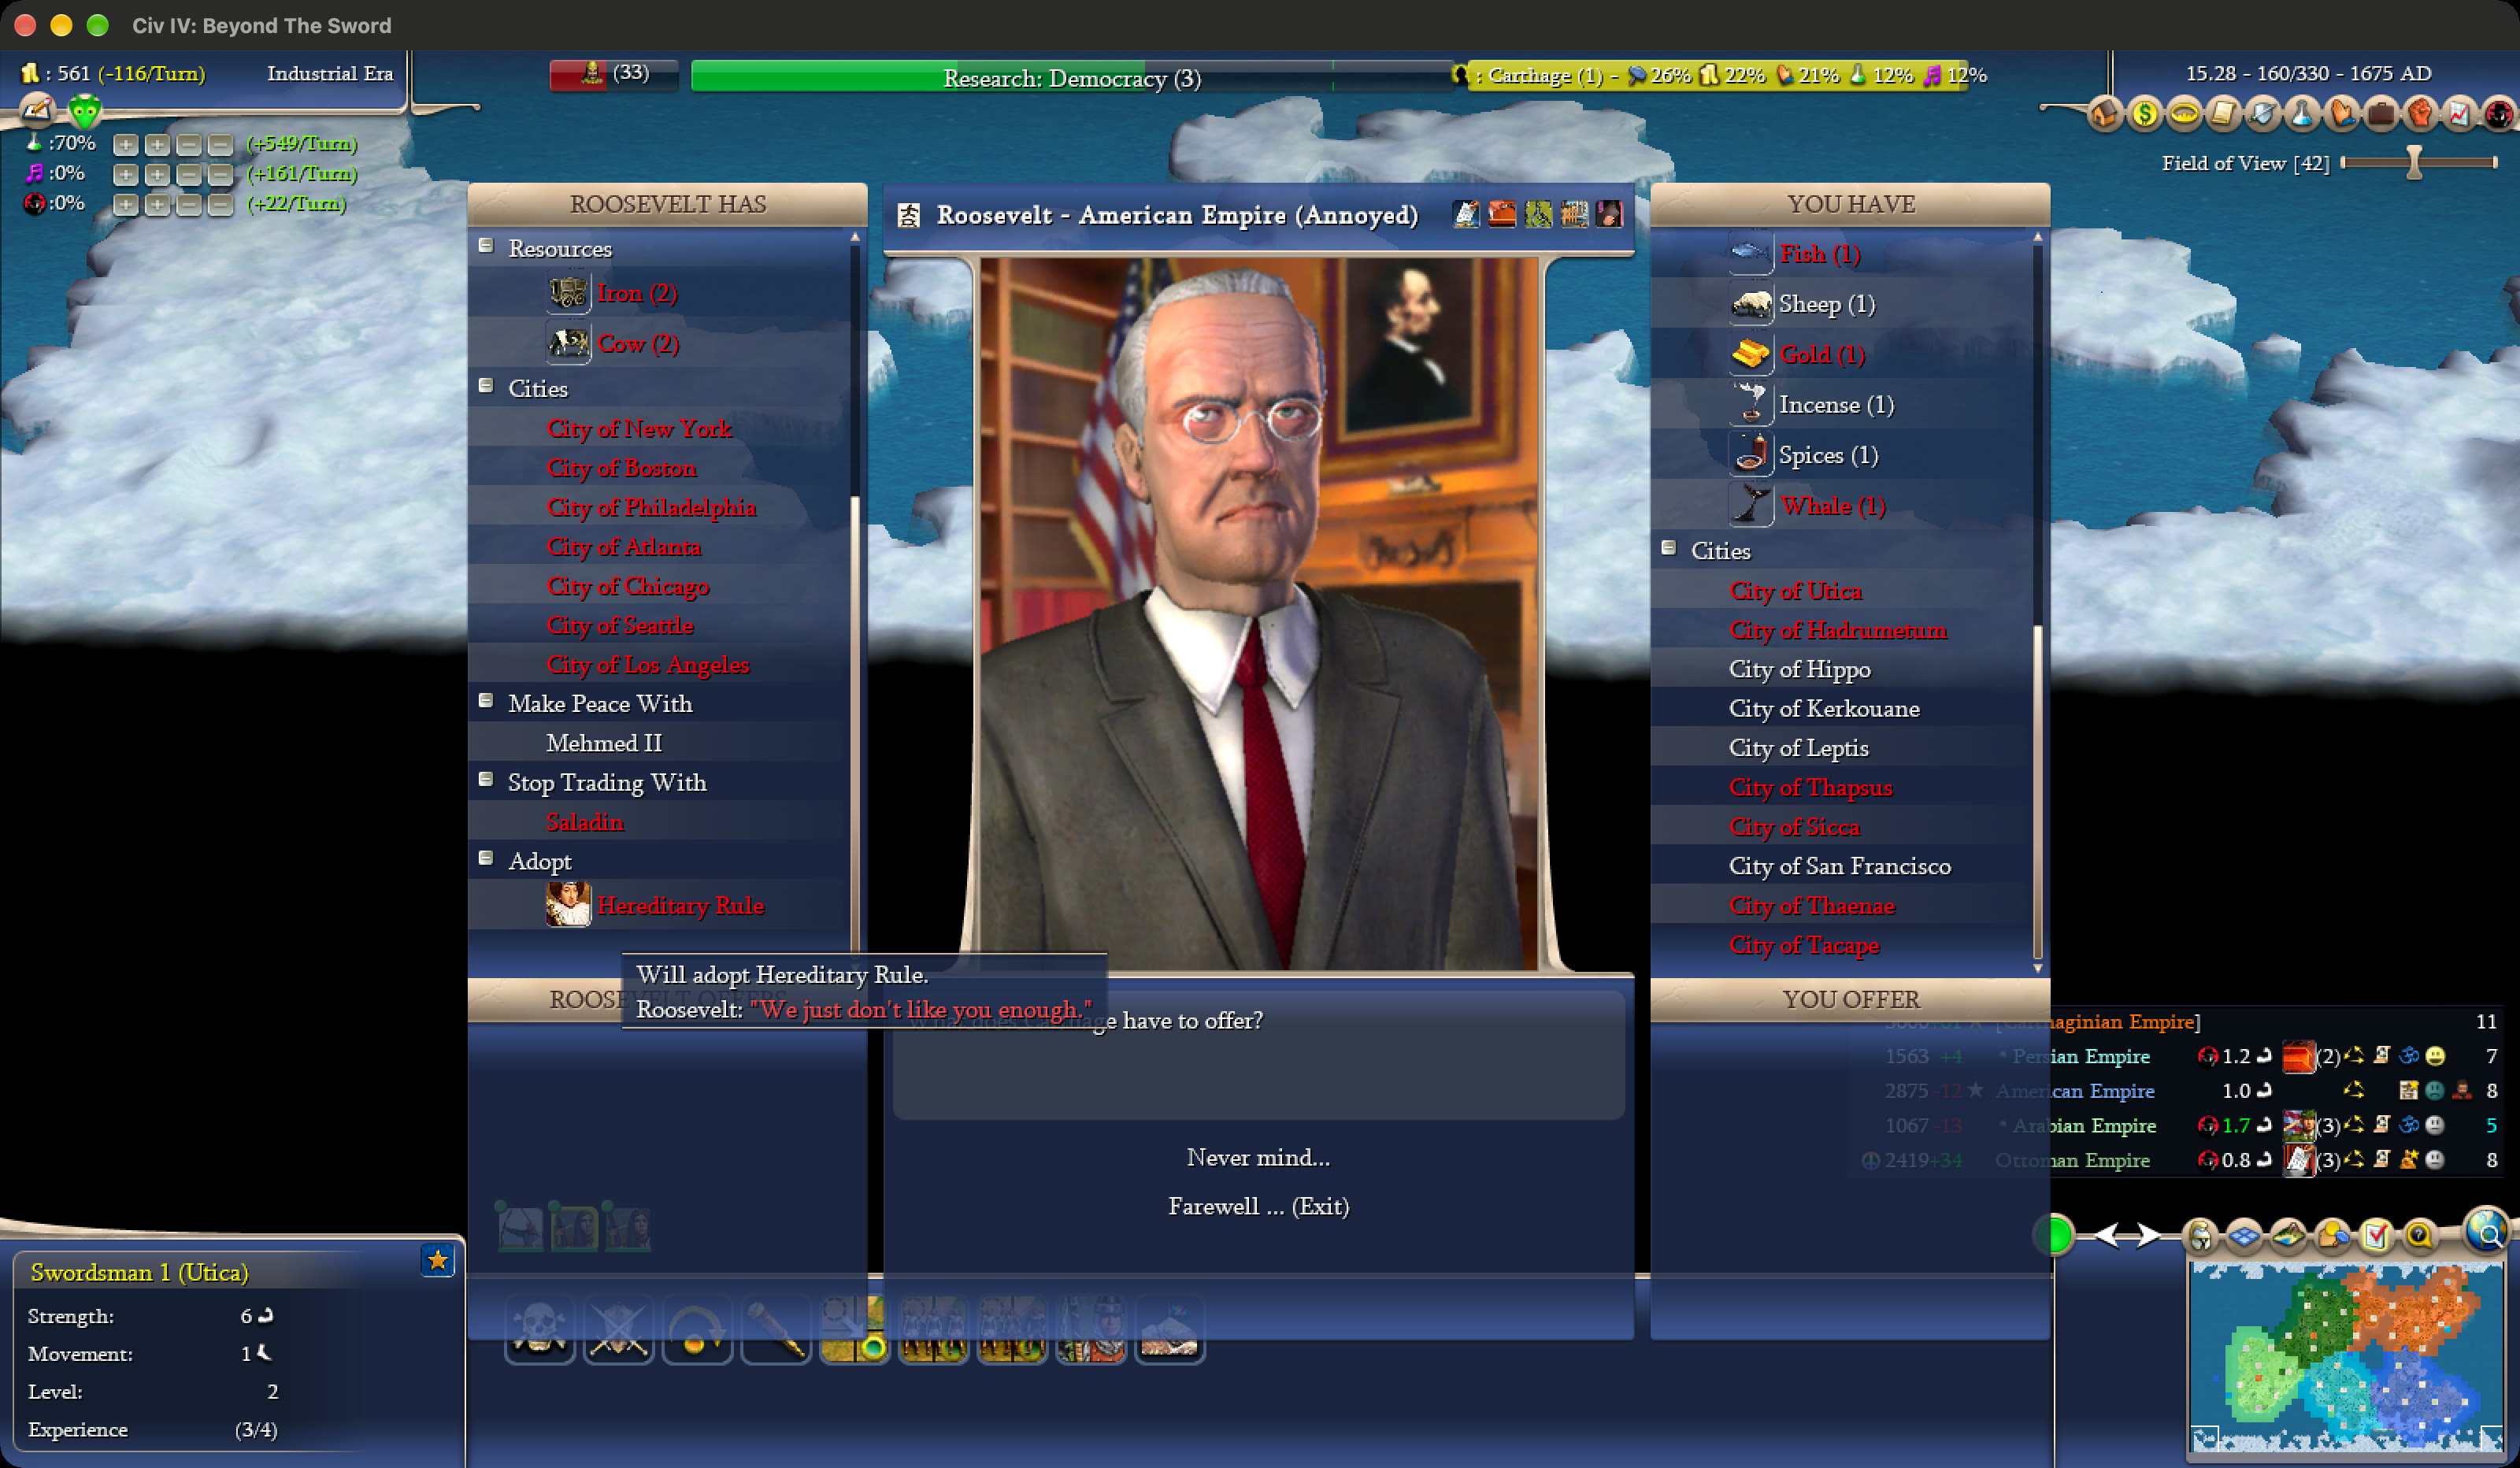 Civ IV: Beyond The Sword
: 561 (-116/Turn)
Industrial Era
(33)
Research: Democracy (3)
: Carthage (1) - 26% 22% 21% 12% 12%
15.28 - 160/330 - 1675 AD
:70% (+549/Turn)
:0% (+161/Turn)
:0% (+22/Turn)
Field of View [42]
ROOSEVELT HAS
Resources
Iron (2)
Cow (2)
Cities
City of New York
City of Boston
City of Philadelphia
City of Atlanta
City of Chicago
City of Seattle
City of Los Angeles
Make Peace With
Mehmed II
Stop Trading With
Saladin
Adopt
Hereditary Rule
Will adopt Hereditary Rule.
Roosevelt: "We just don't like you enough."
Roosevelt - American Empire (Annoyed)
ge have to offer?
Never mind...
Farewell ... (Exit)
YOU HAVE
Fish (1)
Sheep (1)
Gold (1)
Incense (1)
Spices (1)
Whale (1)
Cities
City of Utica
City of Hadrumetum
City of Hippo
City of Kerkouane
City of Leptis
City of Thapsus
City of Sicca
City of San Francisco
City of Thaenae
City of Tacape
YOU OFFER
[Carthaginian Empire] 11
1563 +4 * Persian Empire 1.2 (2) 7
2875 -12 American Empire 1.0 8
1067 -13 * Arabian Empire 1.7 (3) 5
2419 +34 Ottoman Empire 0.8 (3) 8
Swordsman 1 (Utica)
Strength: 6
Movement: 1
Level: 2
Experience (3/4)